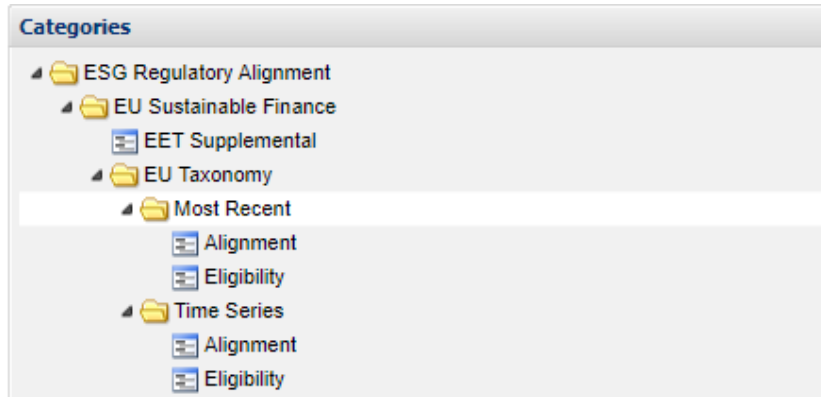 Categories
ESG Regulatory Alignment
EU Sustainable Finance
EET Supplemental
EU Taxonomy
Most Recent
Alignment
Eligibility
Time Series
Alignment
Eligibility